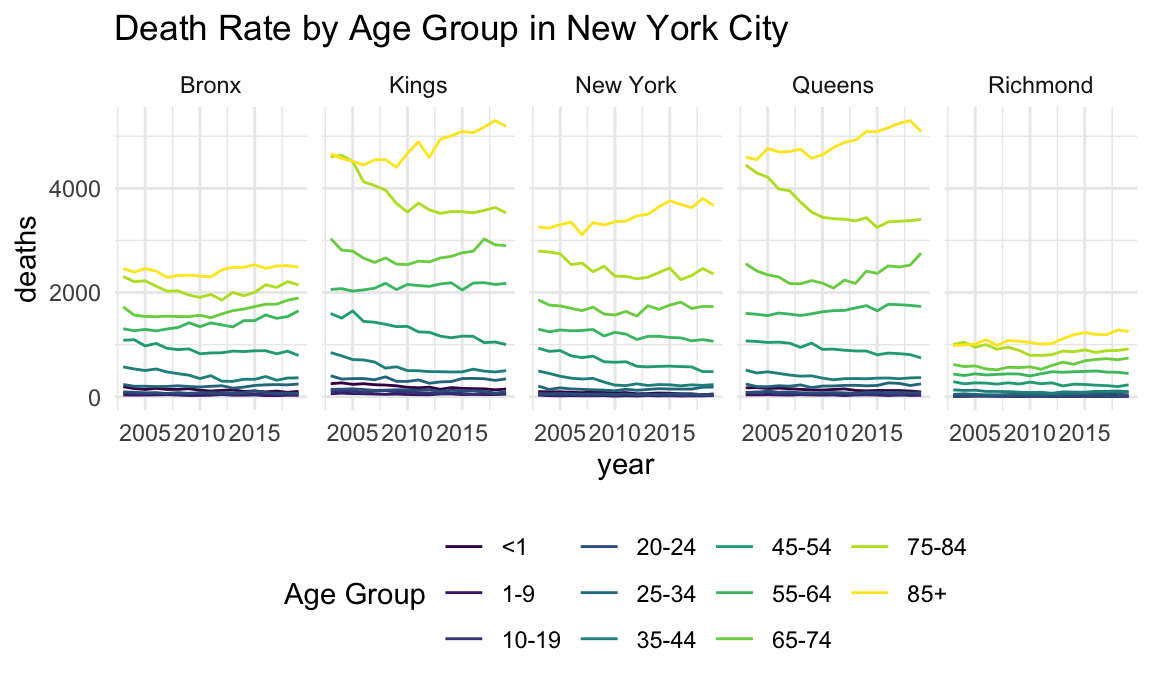 Death Rate by Age Group in New York City
Bronx Kings New York Queens Richmond
4000
2000
0
deaths
2005 2010 2015 2005 2010 2015 2005 2010 2015 2005 2010 2015 2005 2010 2015
year
Age Group
<1 20-24 45-54 75-84
1-9 25-34 55-64 85+
10-19 35-44 65-74